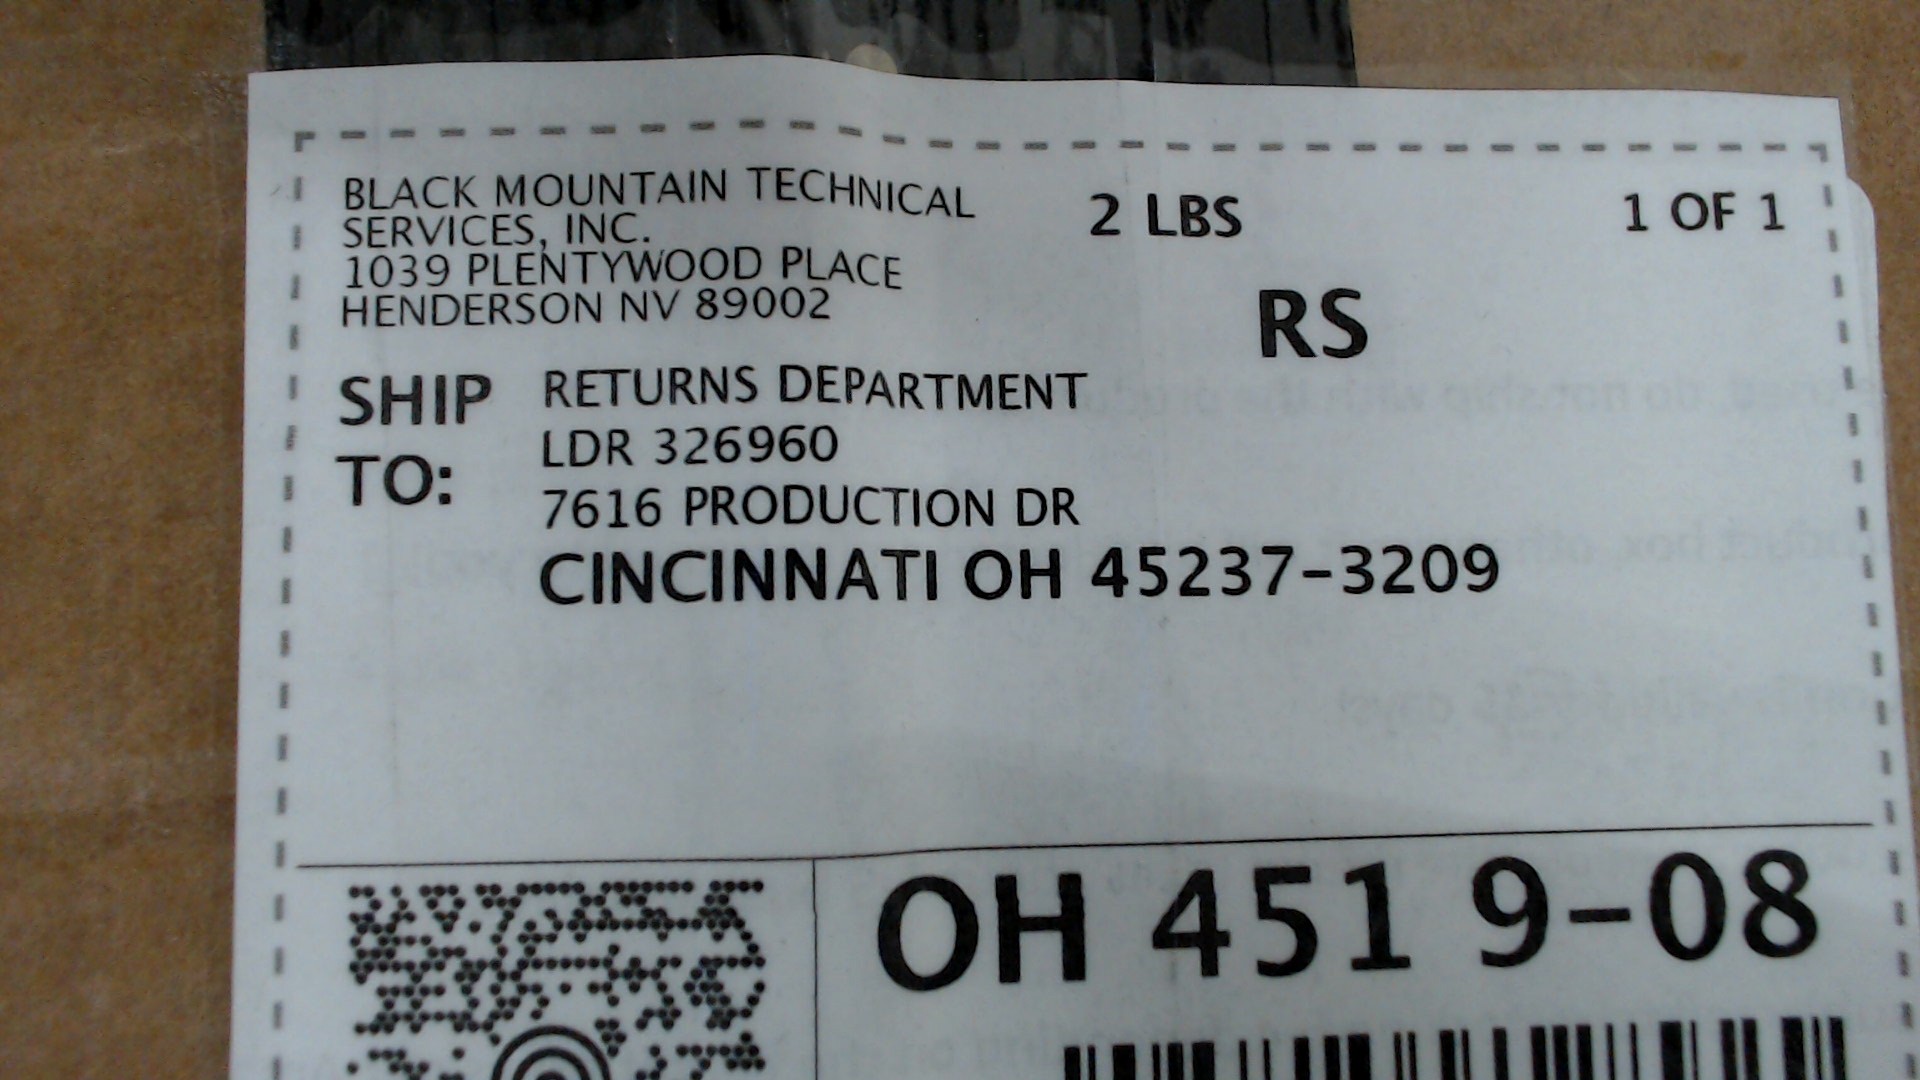 BLACK MOUNTAIN TECHNICAL
SERVICES, INC.
1039 PLENTYWOOD PLACE
HENDERSON NV 89002
2 LBS
1 OF 1
RS
SHIP TO:
RETURNS DEPARTMENT
LDR 326960
7616 PRODUCTION DR
CINCINNATI OH 45237-3209
OH 451 9-08